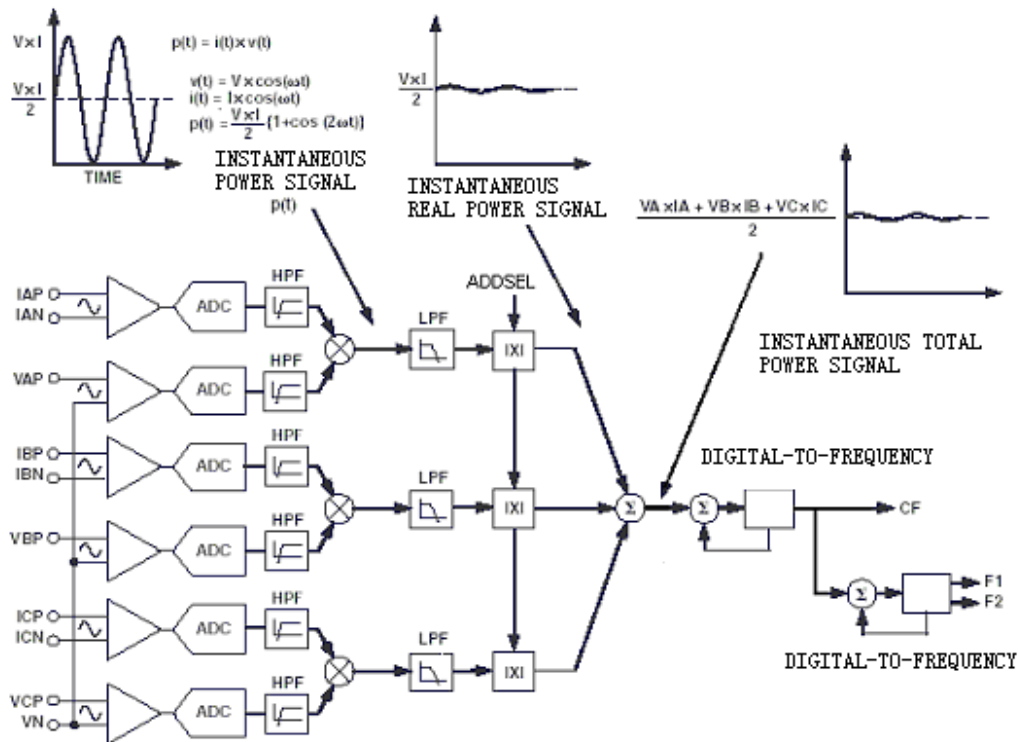 V×I
V×I
2
TIME
p(t) = i(t)×v(t)
v(t) = V×cos(ωt)
i(t) = I×cos(ωt)
p(t) = V×I/2 {1+cos (2ωt)}
INSTANTANEOUS
POWER SIGNAL
p(t)
V×I
2
INSTANTANEOUS
REAL POWER SIGNAL
VA×IA + VB×IB + VC×IC
2
INSTANTANEOUS TOTAL
POWER SIGNAL
ADDSEL
IAP
IAN
ADC
HPF
LPF
|X|
VAP
ADC
HPF
IBP
IBN
ADC
HPF
LPF
|X|
VBP
ADC
HPF
ICP
ICN
ADC
HPF
LPF
|X|
VCP
VN
ADC
HPF
Σ
Σ
DIGITAL-TO-FREQUENCY
CF
Σ
F1
F2
DIGITAL-TO-FREQUENCY